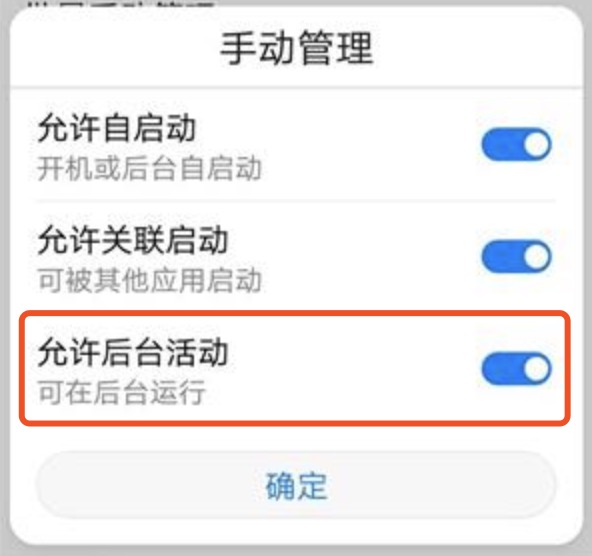 手动管理
允许自启动
开机或后台自启动
允许关联启动
可被其他应用启动
允许后台活动
可在后台运行
确定